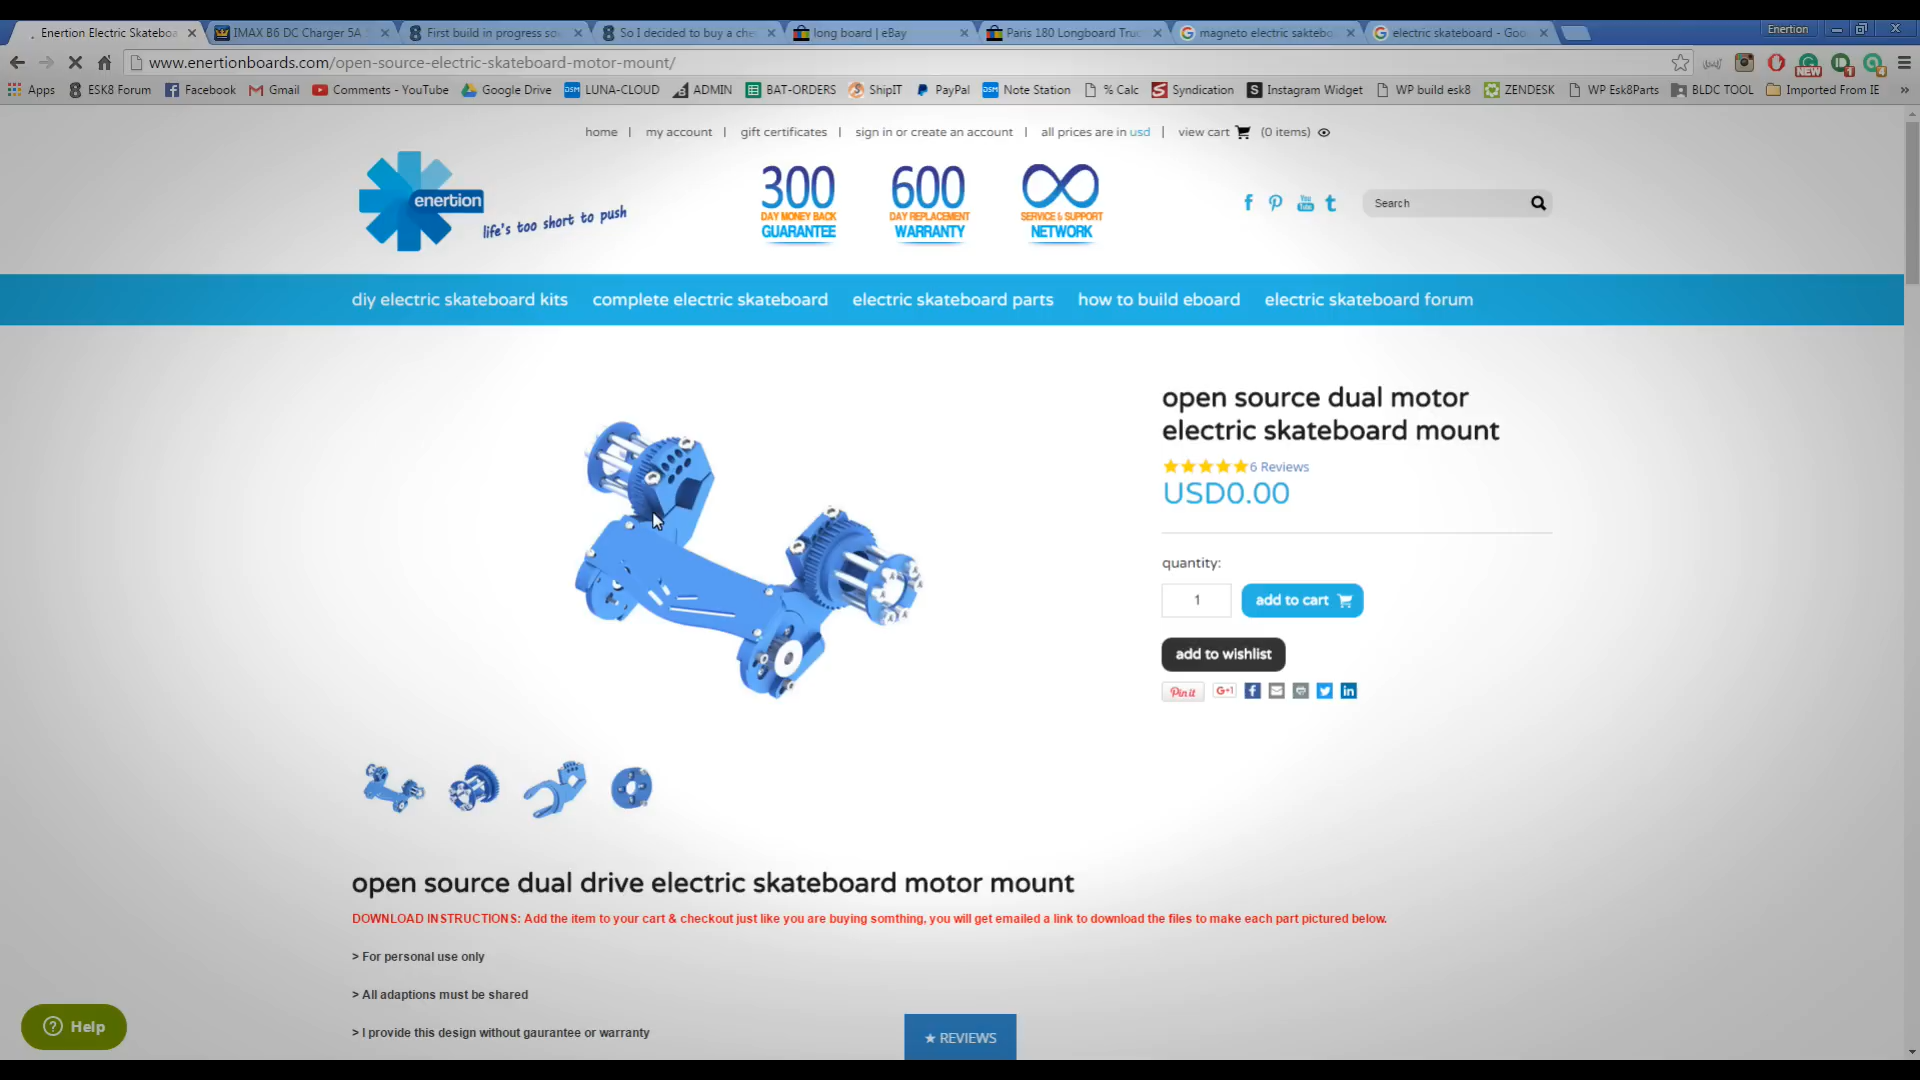 Enertion Electric Skateboa
IMAX B6 DC Charger 5A
First build in progress so
So I decided to buy a che
long board | eBay
Paris 180 Longboard Tru
magneto electric saktebo
electric skateboard - Goo
Enertion
www.enertionboards.com/open-source-electric-skateboard-motor-mount/
NEW
1
4
Apps
ESK8 Forum
Facebook
Gmail
Comments - YouTube
Google Drive
LUNA-CLOUD
ADMIN
BAT-ORDERS
ShipIT
PayPal
Note Station
% Calc
Syndication
Instagram Widget
WP build esk8
ZENDESK
WP Esk8Parts
BLDC TOOL
Imported From IE
home | my account | gift certificates | sign in or create an account | all prices are in usd | view cart (0 items)
enertion
life's too short to push
300
DAY MONEY BACK
GUARANTEE
600
DAY REPLACEMENT
WARRANTY
SERVICE & SUPPORT
NETWORK
Search
diy electric skateboard kits
complete electric skateboard
electric skateboard parts
how to build eboard
electric skateboard forum
open source dual motor
electric skateboard mount
6 Reviews
USD0.00
quantity:
1
add to cart
add to wishlist
Pin it
G+1
open source dual drive electric skateboard motor mount
DOWNLOAD INSTRUCTIONS: Add the item to your cart & checkout just like you are buying somthing, you will get emailed a link to download the files to make each part pictured below.
> For personal use only
> All adaptions must be shared
> I provide this design without gaurantee or warranty
Help
★ REVIEWS